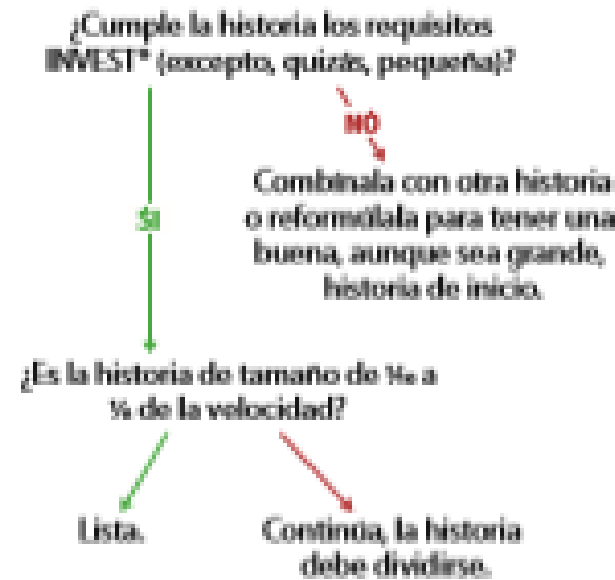 ¿Cumple la historia los requisitos
INVEST* (excepto, quizás, pequeña)?
NO
SI
Combínala con otra historia
o reformúlala para tener una
buena, aunque sea grande,
historia de inicio.
¿Es la historia de tamaño de a
de la velocidad?
Lista.
Continúa, la historia
debe dividirse.